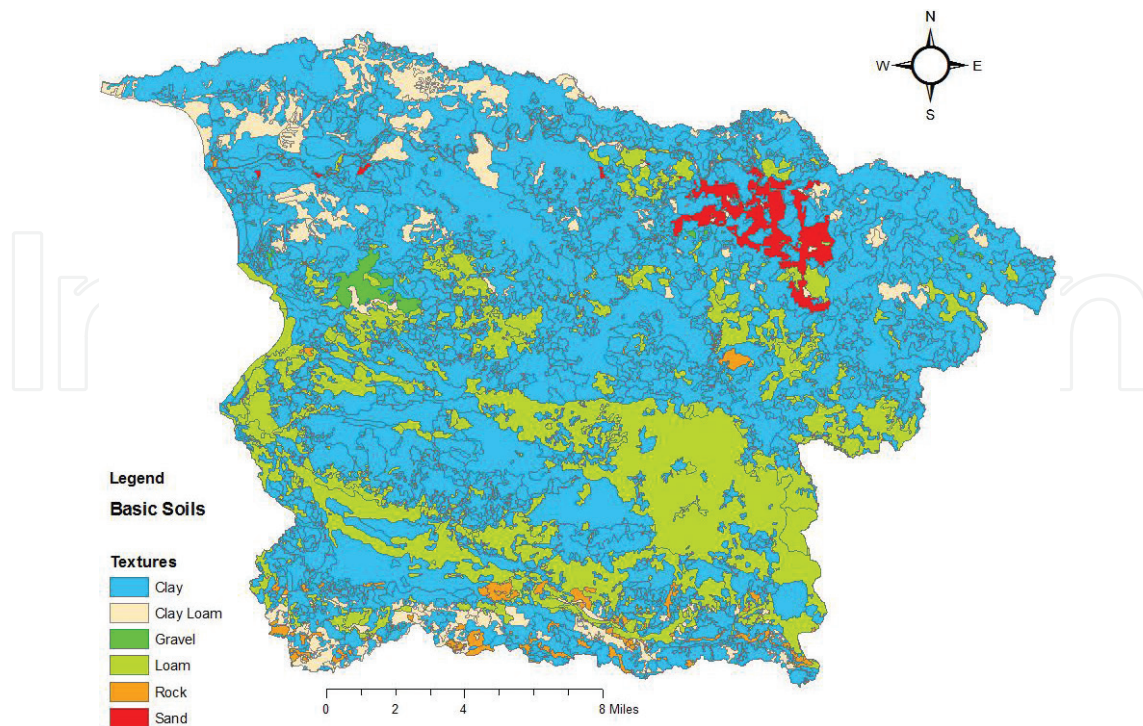 N
W E
S
Legend
Basic Soils
Textures
Clay
Clay Loam
Gravel
Loam
Rock
Sand
0 2 4 8 Miles